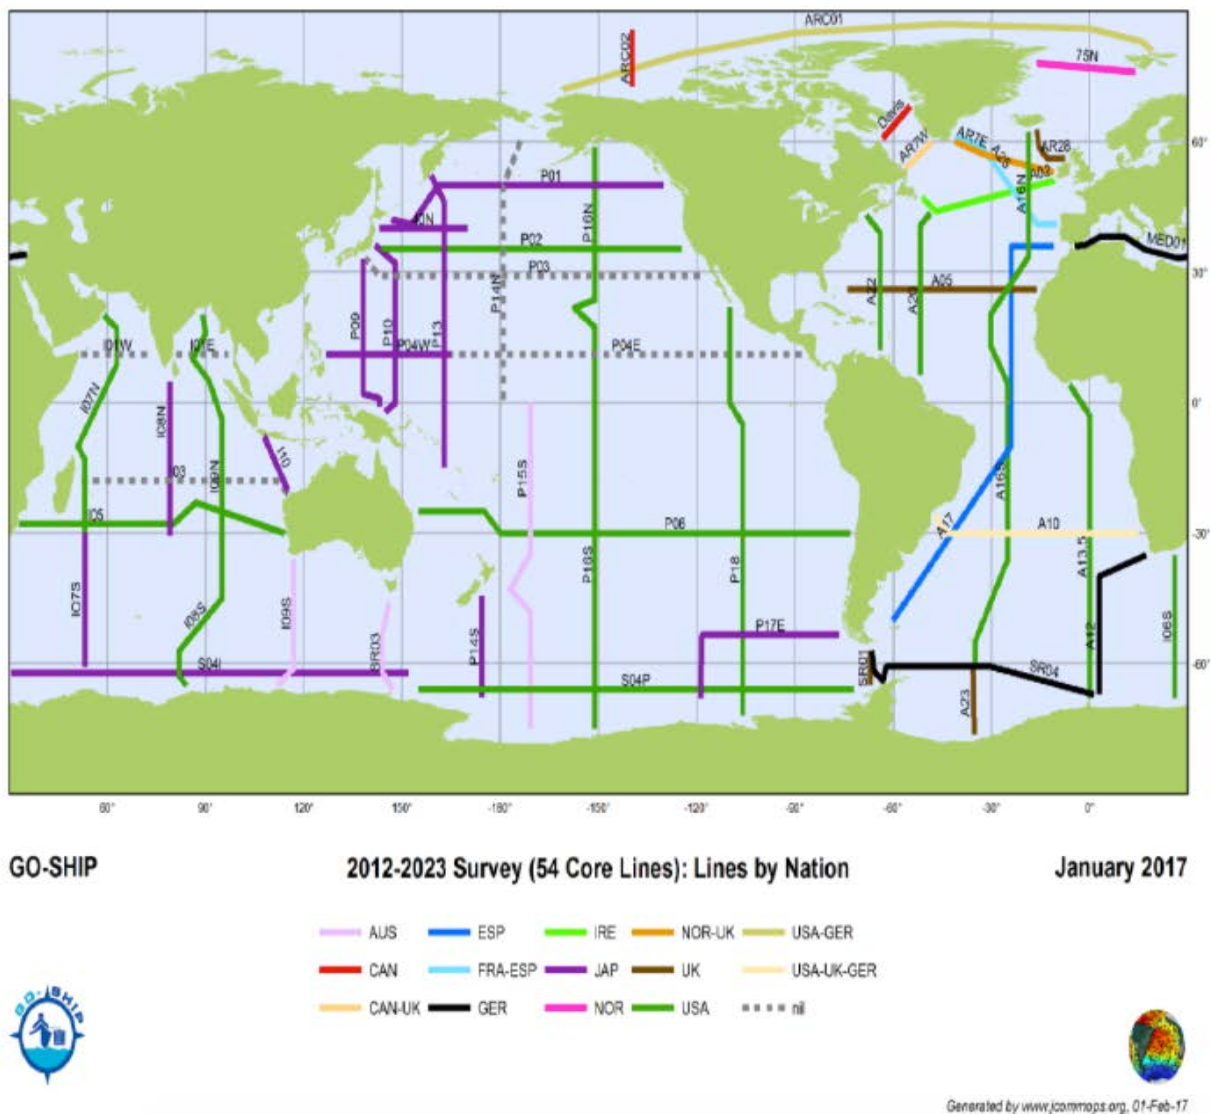 ARC01
ARC02
75N
Davis
AR7W
AR7E
A25
AR28
A02
A16N
60°
P01
40N
P02
P16N
P03
P14N
MED01
30°
A22
A20
A05
P09
P10
P13
P04W
P04E
I01W
I01E
I07N
I08N
0°
I10
I09N
P15S
A16S
I05
P06
A17
A10
-30°
P16S
P18
A13.5
I07S
I08S
I09S
SR03
P14S
P17E
A12
I06S
S04I
S04P
SR01
SR04
-60°
A23
60°
90°
120°
150°
-180°
-150°
-120°
-90°
-60°
-30°
0°
GO-SHIP
2012-2023 Survey (54 Core Lines): Lines by Nation
January 2017
AUS
ESP
IRE
NOR-UK
USA-GER
CAN
FRA-ESP
JAP
UK
USA-UK-GER
CAN-UK
GER
NOR
USA
nil
GO-SHIP
Generated by www.jcommops.org, 01-Feb-17